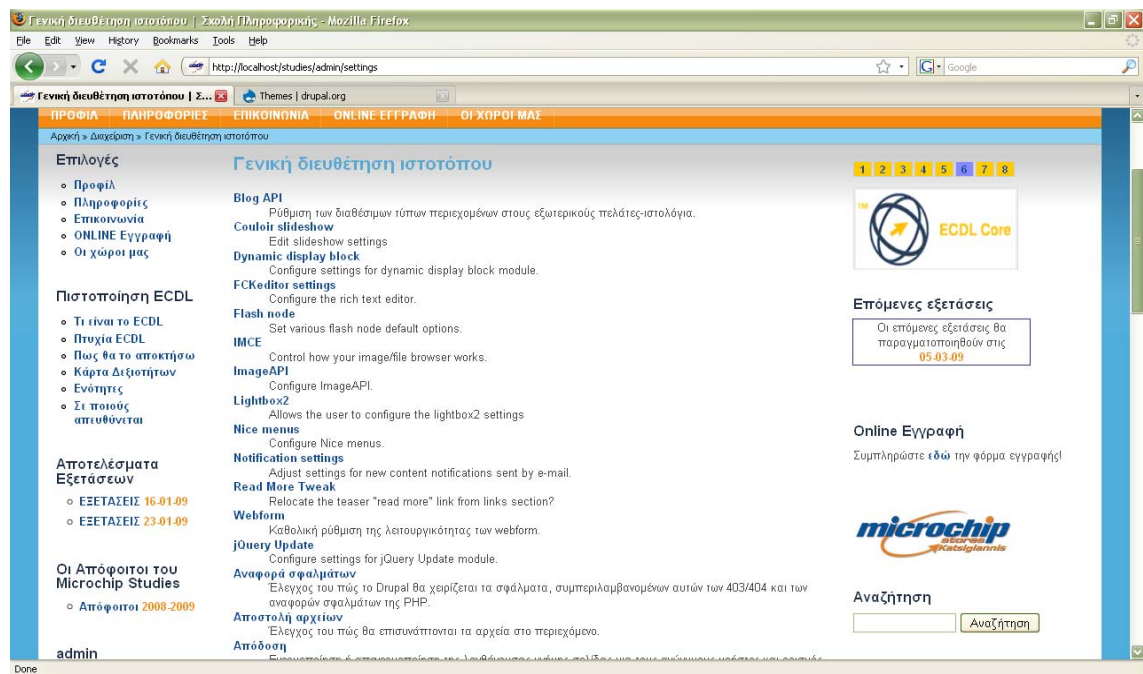 Γενική διευθέτηση ιστοτόπου | Σχολή Πληροφορικής - Mozilla Firefox
File Edit View History Bookmarks Tools Help
http://localhost/studies/admin/settings
Google
Γενική διευθέτηση ιστοτόπου | Σ...
Themes | drupal.org
ΠΡΟΦΙΛ ΠΛΗΡΟΦΟΡΙΕΣ ΕΠΙΚΟΙΝΩΝΙΑ ONLINE ΕΓΓΡΑΦΗ ΟΙ ΧΩΡΟΙ ΜΑΣ
Αρχική » Διαχείριση » Γενική διευθέτηση ιστοτόπου
Επιλογές
Προφίλ
Πληροφορίες
Επικοινωνία
ONLINE Εγγραφή
Οι χώροι μας
Πιστοποίηση ECDL
Τι είναι το ECDL
Πτυχία ECDL
Πως θα το αποκτήσω
Κάρτα Δεξιοτήτων
Ενότητες
Σε ποιούς
απευθύνεται
Αποτελέσματα
Εξετάσεων
ΕΞΕΤΑΣΕΙΣ 16-01-09
ΕΞΕΤΑΣΕΙΣ 23-01-09
Οι Απόφοιτοι του
Microchip Studies
Απόφοιτοι 2008-2009
admin
Γενική διευθέτηση ιστοτόπου
Blog API
Ρύθμιση των διαθέσιμων τύπων περιεχομένων στους εξωτερικούς πελάτες-ιστολόγια.
Couloir slideshow
Edit slideshow settings
Dynamic display block
Configure settings for dynamic display block module.
FCKeditor settings
Configure the rich text editor.
Flash node
Set various flash node default options.
IMCE
Control how your image/file browser works.
ImageAPI
Configure ImageAPI.
Lightbox2
Allows the user to configure the lightbox2 settings
Nice menus
Configure Nice menus.
Notification settings
Adjust settings for new content notifications sent by e-mail.
Read More Tweak
Relocate the teaser "read more" link from links section?
Webform
Καθολική ρύθμιση της λειτουργικότητας των webform.
jQuery Update
Configure settings for jQuery Update module.
Αναφορά σφαλμάτων
Έλεγχος του πώς το Drupal θα χειρίζεται τα σφάλματα, συμπεριλαμβανομένων αυτών των 403/404 και των
αναφορών σφαλμάτων της PHP.
Αποστολή αρχείων
Έλεγχος του πώς θα επισυνάπτονται τα αρχεία στο περιεχόμενο.
Απόδοση
1 2 3 4 5 6 7 8
TM
ECDL Core
Επόμενες εξετάσεις
Οι επόμενες εξετάσεις θα
παραγματοποιηθούν στις
05-03-09
Online Εγγραφή
Συμπληρώστε εδώ την φόρμα εγγραφής!
microchip
stores
Katsigiannis
Αναζήτηση
Αναζήτηση
Done